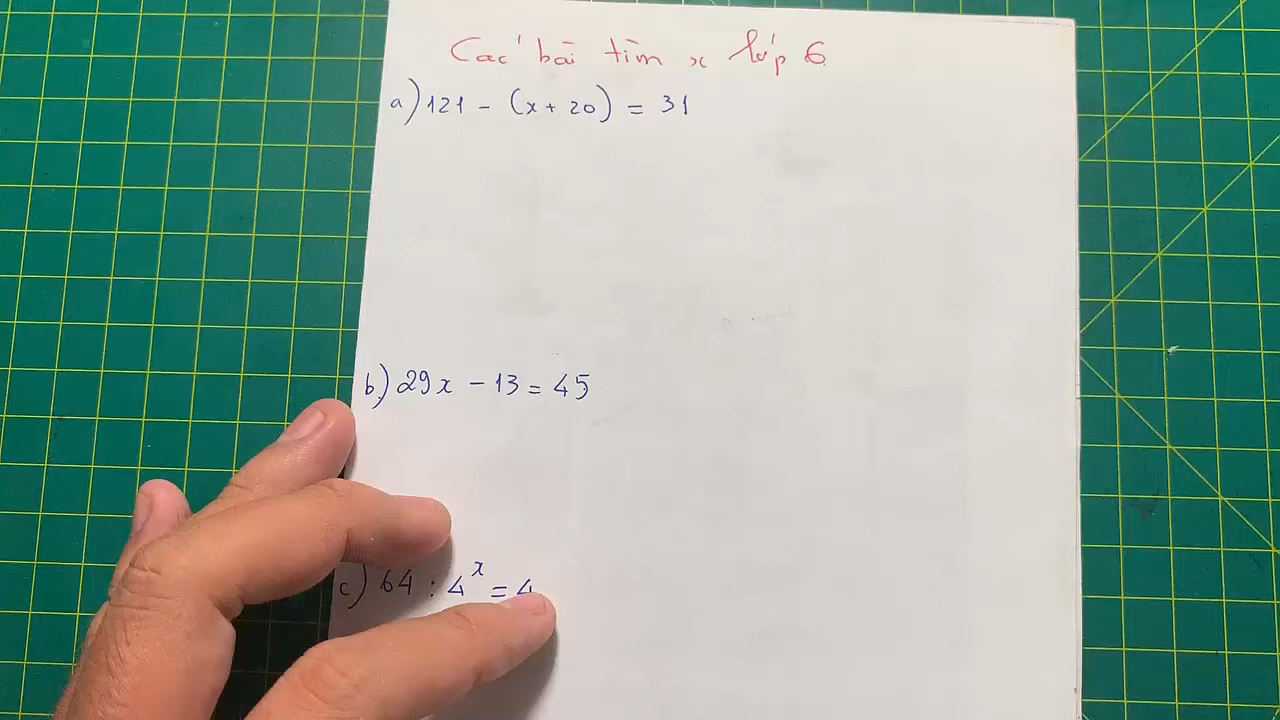 Các bài tìm x lớp 6
a) 121 - (x + 20) = 31
b) 29x - 13 = 45
c) 64 : 4^x = 4